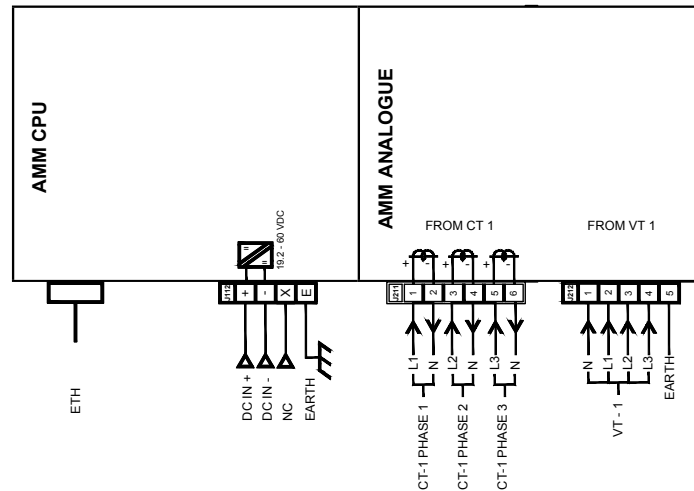 AMM CPU
AMM ANALOGUE
FROM CT 1
FROM VT 1
= =
19.2 - 60 VDC
+ - + - + -
J112 + - X E
J211 1 2 3 4 5 6
J212 1 2 3 4 5
ETH
DC IN +
DC IN -
NC
EARTH
L1 N L2 N L3 N
CT-1 PHASE 1
CT-1 PHASE 2
CT-1 PHASE 3
N L1 L2 L3
VT - 1
EARTH